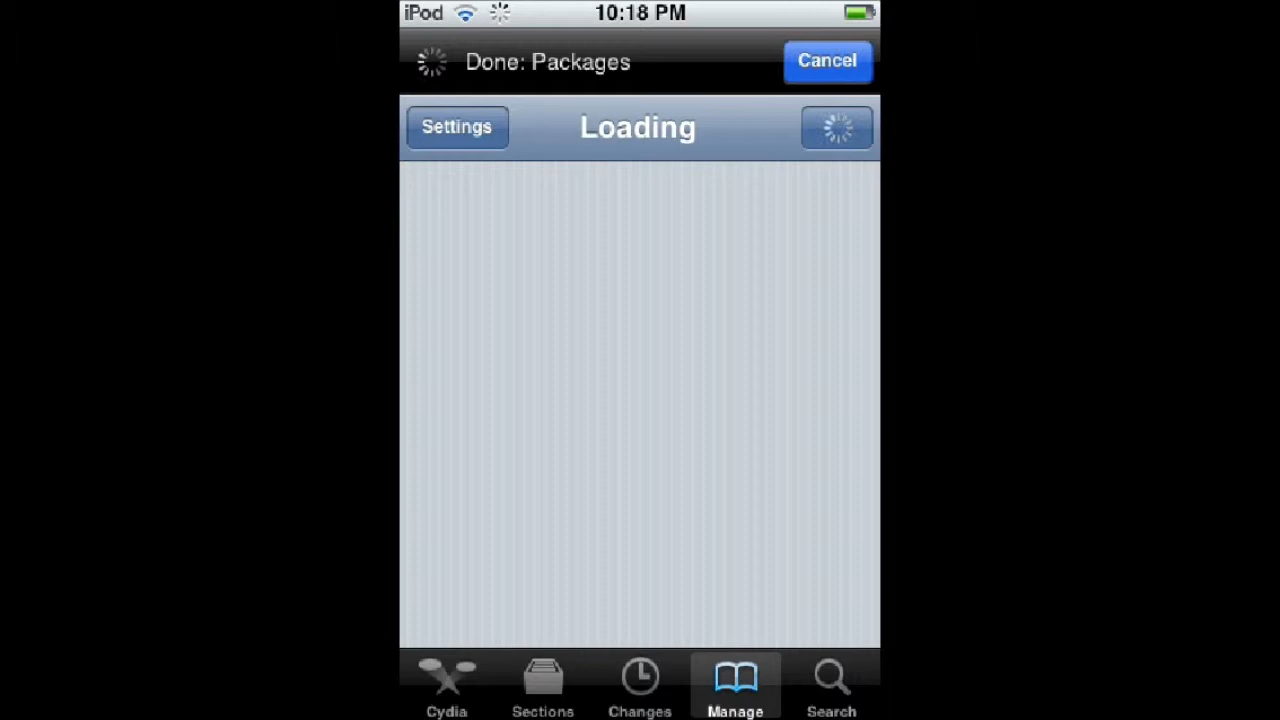 iPod 10:18 PM
Done: Packages Cancel
Settings Loading
Cydia Sections Changes Manage Search